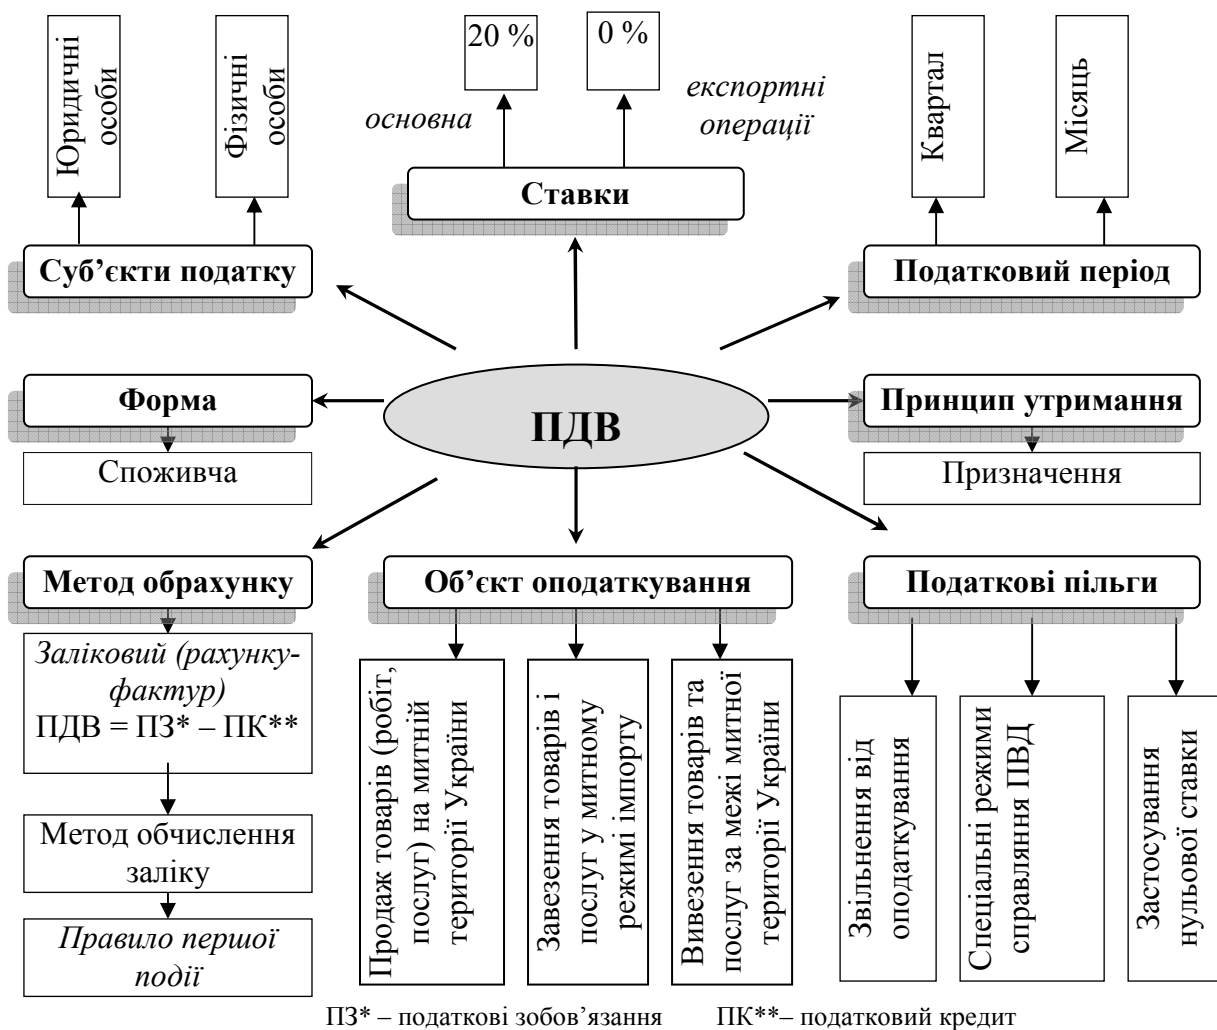 Юридичні
особи
Фізичні
особи
20 %
0 %
основна
експортні
операції
Квартал
Місяць
Ставки
Суб’єкти податку
Податковий період
Форма
ПДВ
Принцип утримання
Споживча
Призначення
Метод обрахунку
Об’єкт оподаткування
Податкові пільги
Заліковий (рахунку-
фактур)
ПДВ = ПЗ* – ПК**
Метод обчислення
заліку
Правило першої
події
Продаж товарів (робіт,
послуг) на митній
території України
Завезення товарів і
послуг у митному
режимі імпорту
Вивезення товарів та
послуг за межі митної
території України
Звільнення від
оподаткування
Спеціальні режими
справляння ПВД
Застосування
нульової ставки
ПЗ* – податкові зобов’язання ПК**– податковий кредит